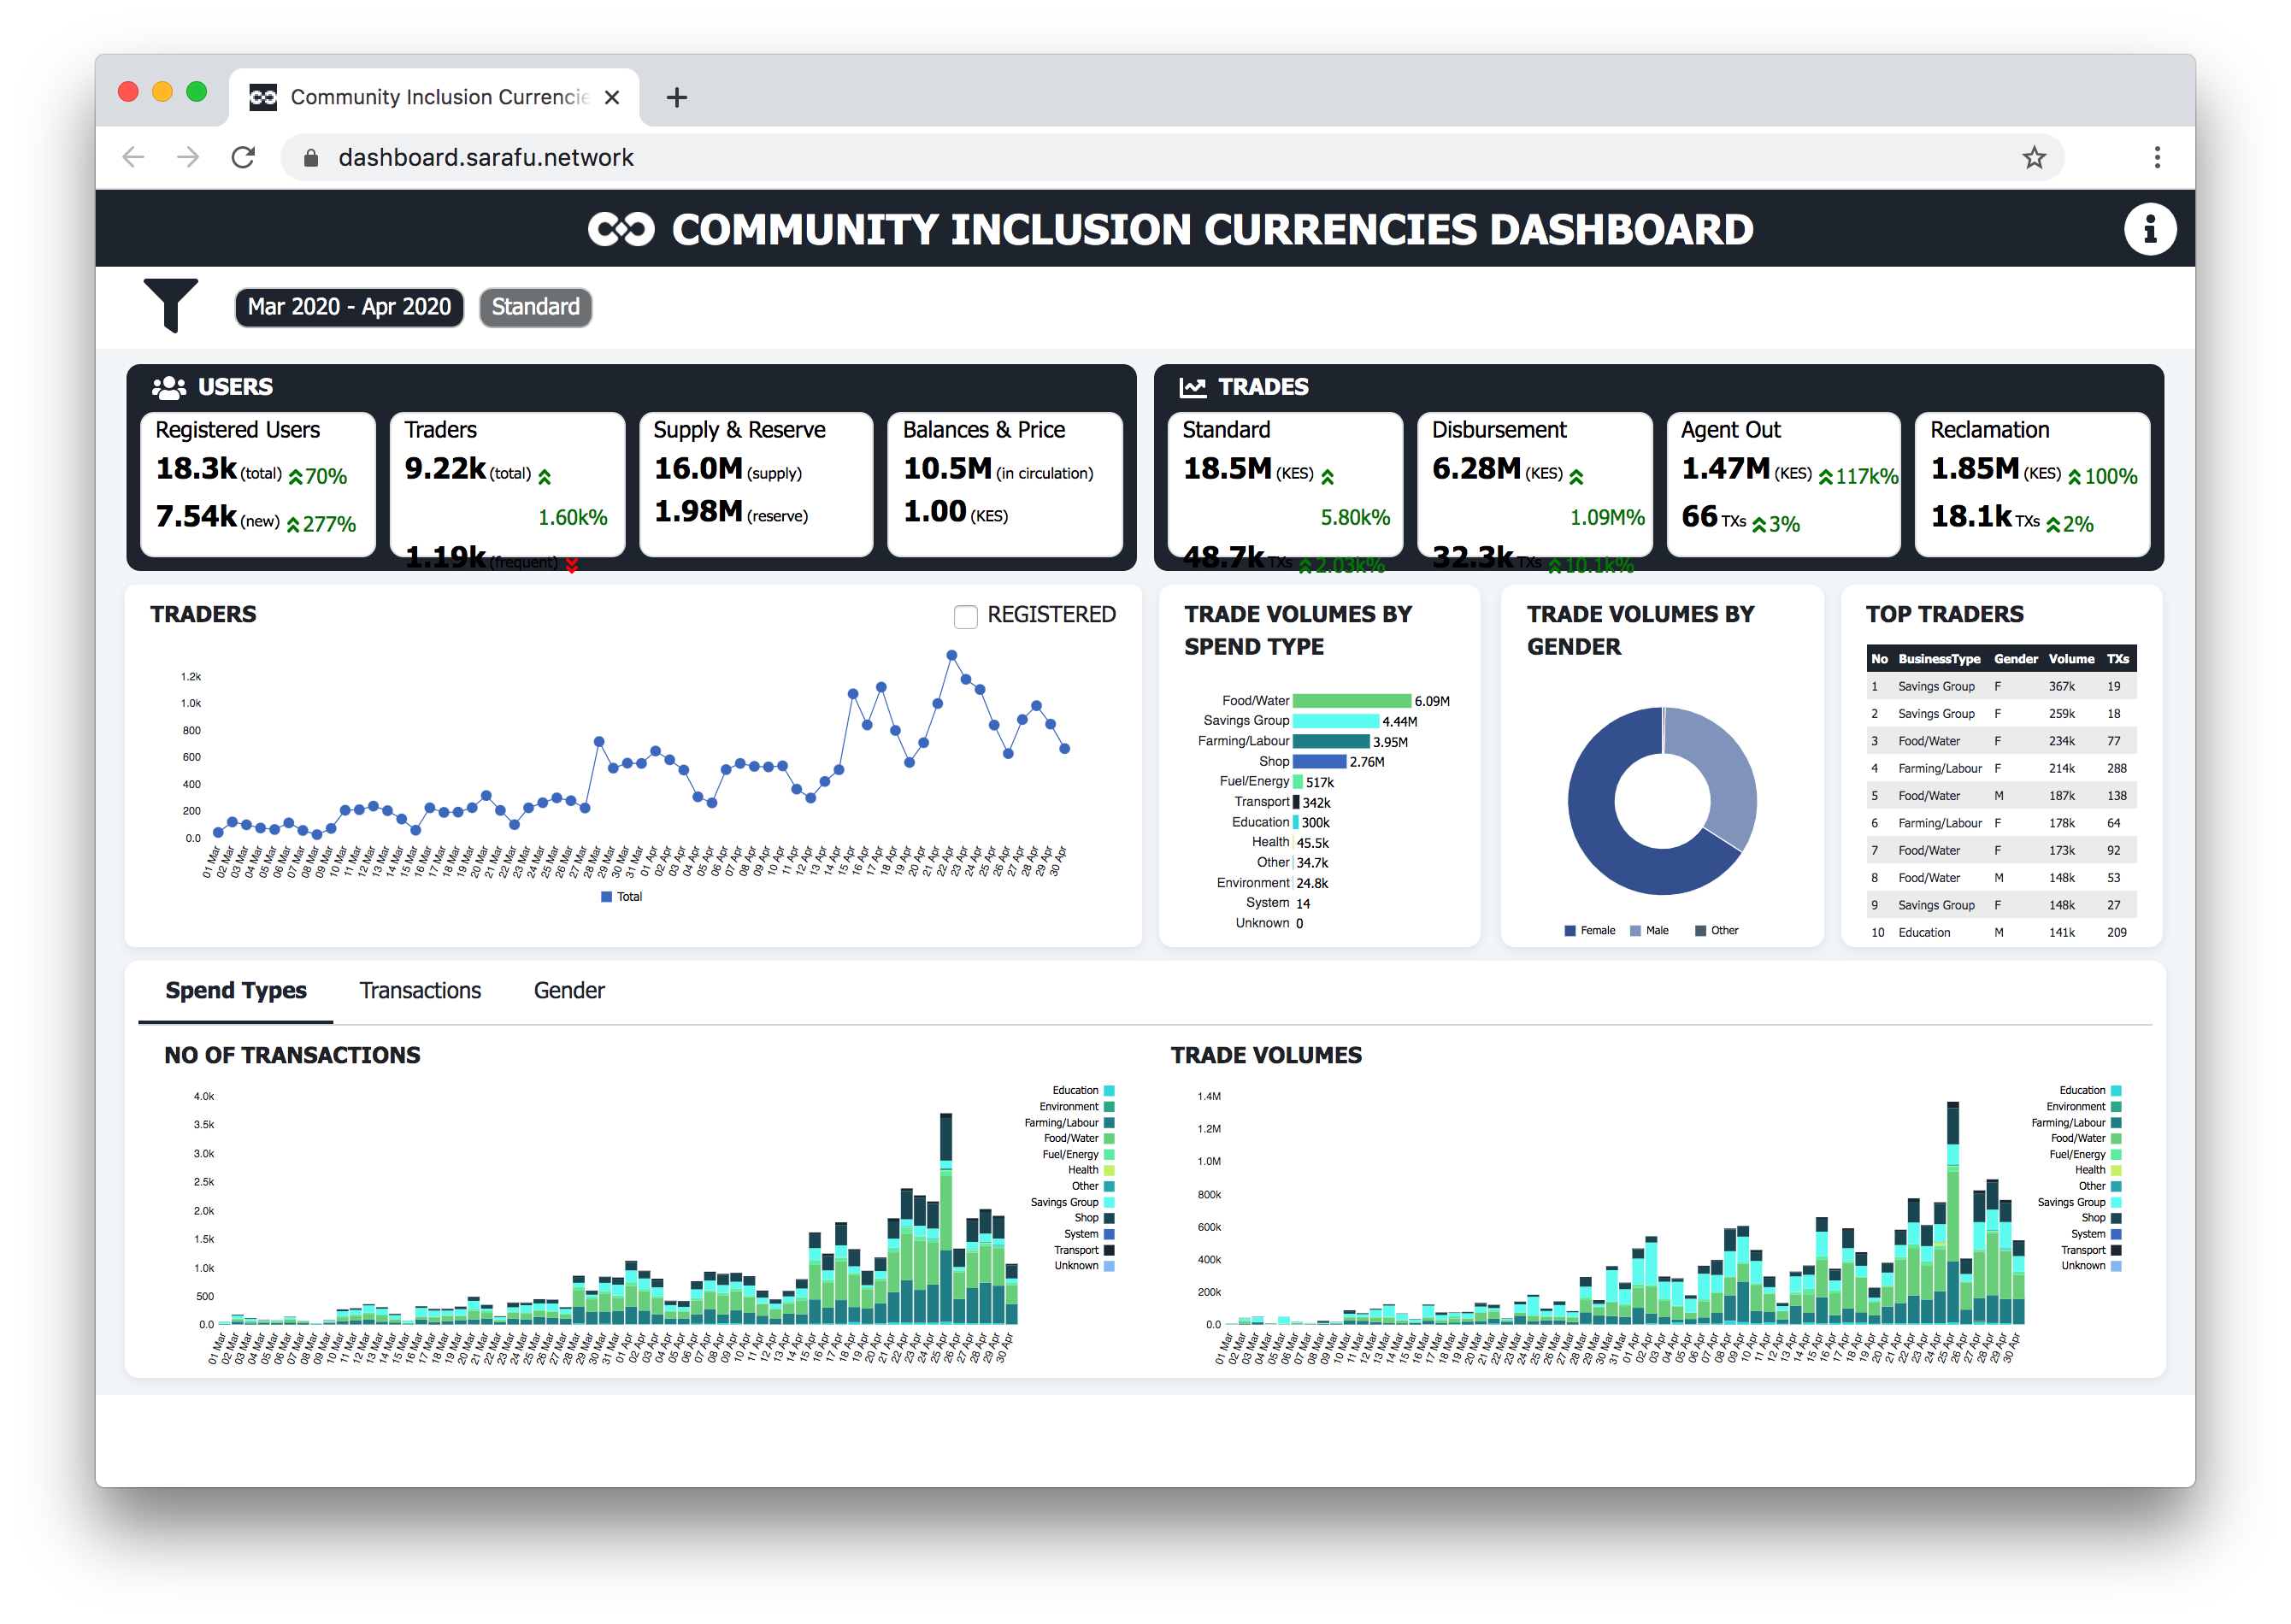 Community Inclusion Currencie
dashboard.sarafu.network
COMMUNITY INCLUSION CURRENCIES DASHBOARD
Mar 2020 - Apr 2020 Standard
USERS
Registered Users
18.3k (total) 70%
7.54k (new) 277%
Traders
9.22k (total)
1.60k%
1.19k (frequent)
Supply & Reserve
16.0M (supply)
1.98M (reserve)
Balances & Price
10.5M (in circulation)
1.00 (KES)
TRADES
Standard
18.5M (KES)
5.80k%
48.7k TXs 2.03k%
Disbursement
6.28M (KES)
1.09M%
32.3k TXs 10.1k%
Agent Out
1.47M (KES) 117k%
66 TXs 3%
Reclamation
1.85M (KES) 100%
18.1k TXs 2%
TRADERS
REGISTERED
1.2k
1.0k
800
600
400
200
0.0
01 Mar 02 Mar 03 Mar 04 Mar 05 Mar 06 Mar 07 Mar 08 Mar 09 Mar 10 Mar 11 Mar 12 Mar 13 Mar 14 Mar 15 Mar 16 Mar 17 Mar 18 Mar 19 Mar 20 Mar 21 Mar 22 Mar 23 Mar 24 Mar 25 Mar 26 Mar 27 Mar 28 Mar 29 Mar 30 Mar 31 Mar 01 Apr 02 Apr 03 Apr 04 Apr 05 Apr 06 Apr 07 Apr 08 Apr 09 Apr 10 Apr 11 Apr 12 Apr 13 Apr 14 Apr 15 Apr 16 Apr 17 Apr 18 Apr 19 Apr 20 Apr 21 Apr 22 Apr 23 Apr 24 Apr 25 Apr 26 Apr 27 Apr 28 Apr 29 Apr 30 Apr
Total
TRADE VOLUMES BY
SPEND TYPE
Food/Water 6.09M
Savings Group 4.44M
Farming/Labour 3.95M
Shop 2.76M
Fuel/Energy 517k
Transport 342k
Education 300k
Health 45.5k
Other 34.7k
Environment 24.8k
System 14
Unknown 0
TRADE VOLUMES BY
GENDER
Female Male Other
TOP TRADERS
No BusinessType Gender Volume TXs
1 Savings Group F 367k 19
2 Savings Group F 259k 18
3 Food/Water F 234k 77
4 Farming/Labour F 214k 288
5 Food/Water M 187k 138
6 Farming/Labour F 178k 64
7 Food/Water F 173k 92
8 Food/Water M 148k 53
9 Savings Group F 148k 27
10 Education M 141k 209
Spend Types Transactions Gender
NO OF TRANSACTIONS
4.0k
3.5k
3.0k
2.5k
2.0k
1.5k
1.0k
500
0.0
01 Mar 02 Mar 03 Mar 04 Mar 05 Mar 06 Mar 07 Mar 08 Mar 09 Mar 10 Mar 11 Mar 12 Mar 13 Mar 14 Mar 15 Mar 16 Mar 17 Mar 18 Mar 19 Mar 20 Mar 21 Mar 22 Mar 23 Mar 24 Mar 25 Mar 26 Mar 27 Mar 28 Mar 29 Mar 30 Mar 31 Mar 01 Apr 02 Apr 03 Apr 04 Apr 05 Apr 06 Apr 07 Apr 08 Apr 09 Apr 10 Apr 11 Apr 12 Apr 13 Apr 14 Apr 15 Apr 16 Apr 17 Apr 18 Apr 19 Apr 20 Apr 21 Apr 22 Apr 23 Apr 24 Apr 25 Apr 26 Apr 27 Apr 28 Apr 29 Apr 30 Apr
Education
Environment
Farming/Labour
Food/Water
Fuel/Energy
Health
Other
Savings Group
Shop
System
Transport
Unknown
TRADE VOLUMES
1.4M
1.2M
1.0M
800k
600k
400k
200k
0.0
01 Mar 02 Mar 03 Mar 04 Mar 05 Mar 06 Mar 07 Mar 08 Mar 09 Mar 10 Mar 11 Mar 12 Mar 13 Mar 14 Mar 15 Mar 16 Mar 17 Mar 18 Mar 19 Mar 20 Mar 21 Mar 22 Mar 23 Mar 24 Mar 25 Mar 26 Mar 27 Mar 28 Mar 29 Mar 30 Mar 31 Mar 01 Apr 02 Apr 03 Apr 04 Apr 05 Apr 06 Apr 07 Apr 08 Apr 09 Apr 10 Apr 11 Apr 12 Apr 13 Apr 14 Apr 15 Apr 16 Apr 17 Apr 18 Apr 19 Apr 20 Apr 21 Apr 22 Apr 23 Apr 24 Apr 25 Apr 26 Apr 27 Apr 28 Apr 29 Apr 30 Apr
Education
Environment
Farming/Labour
Food/Water
Fuel/Energy
Health
Other
Savings Group
Shop
System
Transport
Unknown